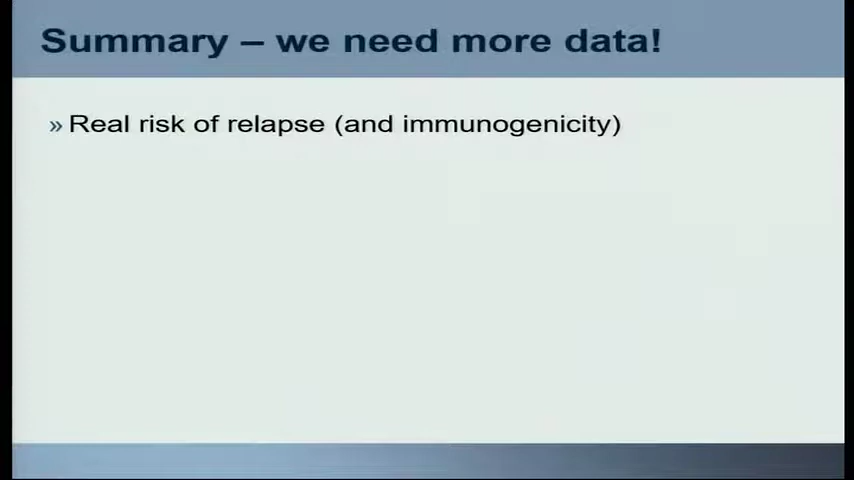 Summary – we need more data!
» Real risk of relapse (and immunogenicity)